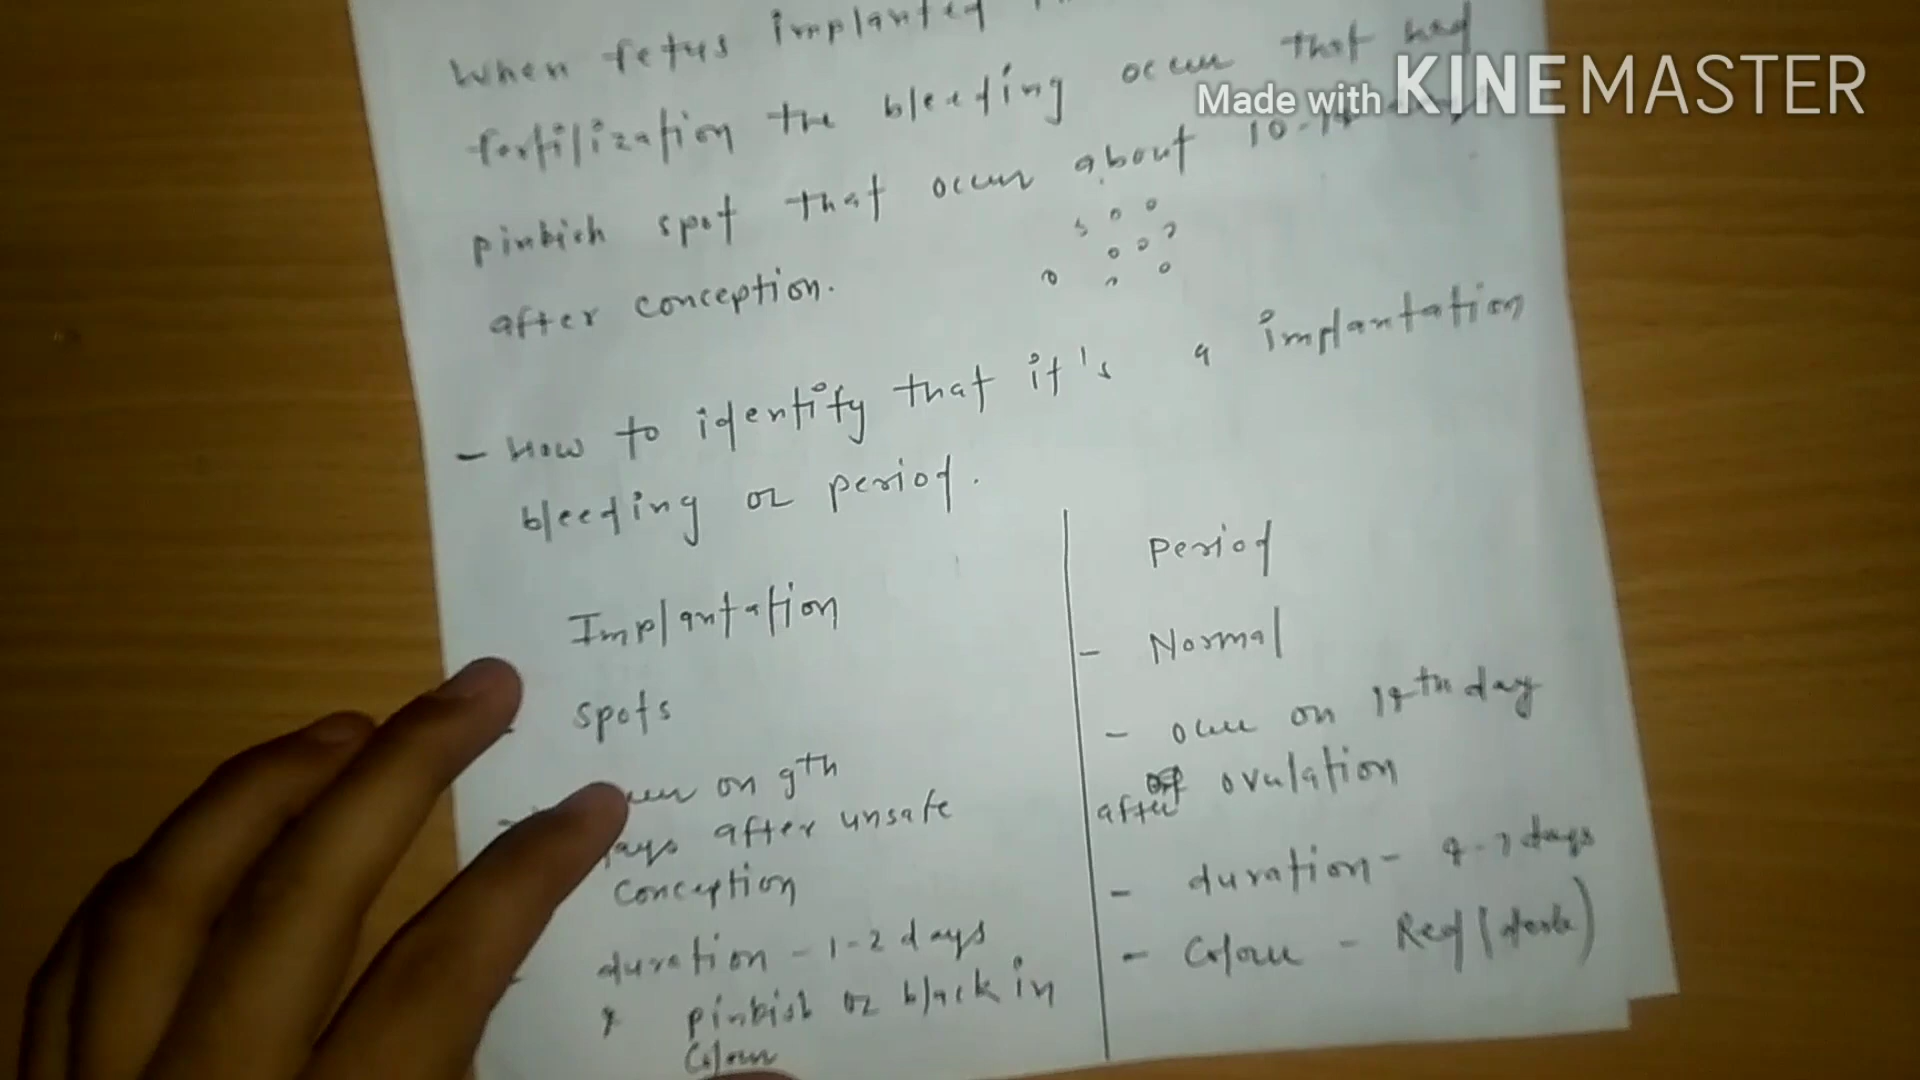 When fetus implanted
fertilization the bleeding occur that had
Made with KINEMASTER
pinkish spot that occur about 10-14
after conception.
- How to identify that it's a implantation
bleeding or period.
Implantation
spots
on 9th
days after unsafe
conception
duration - 1-2 days
pinkish or black in
colour
Period
- Normal
- occur on 14th day
after ovulation
- duration - 4-7 days
- Colour - Red (dark)